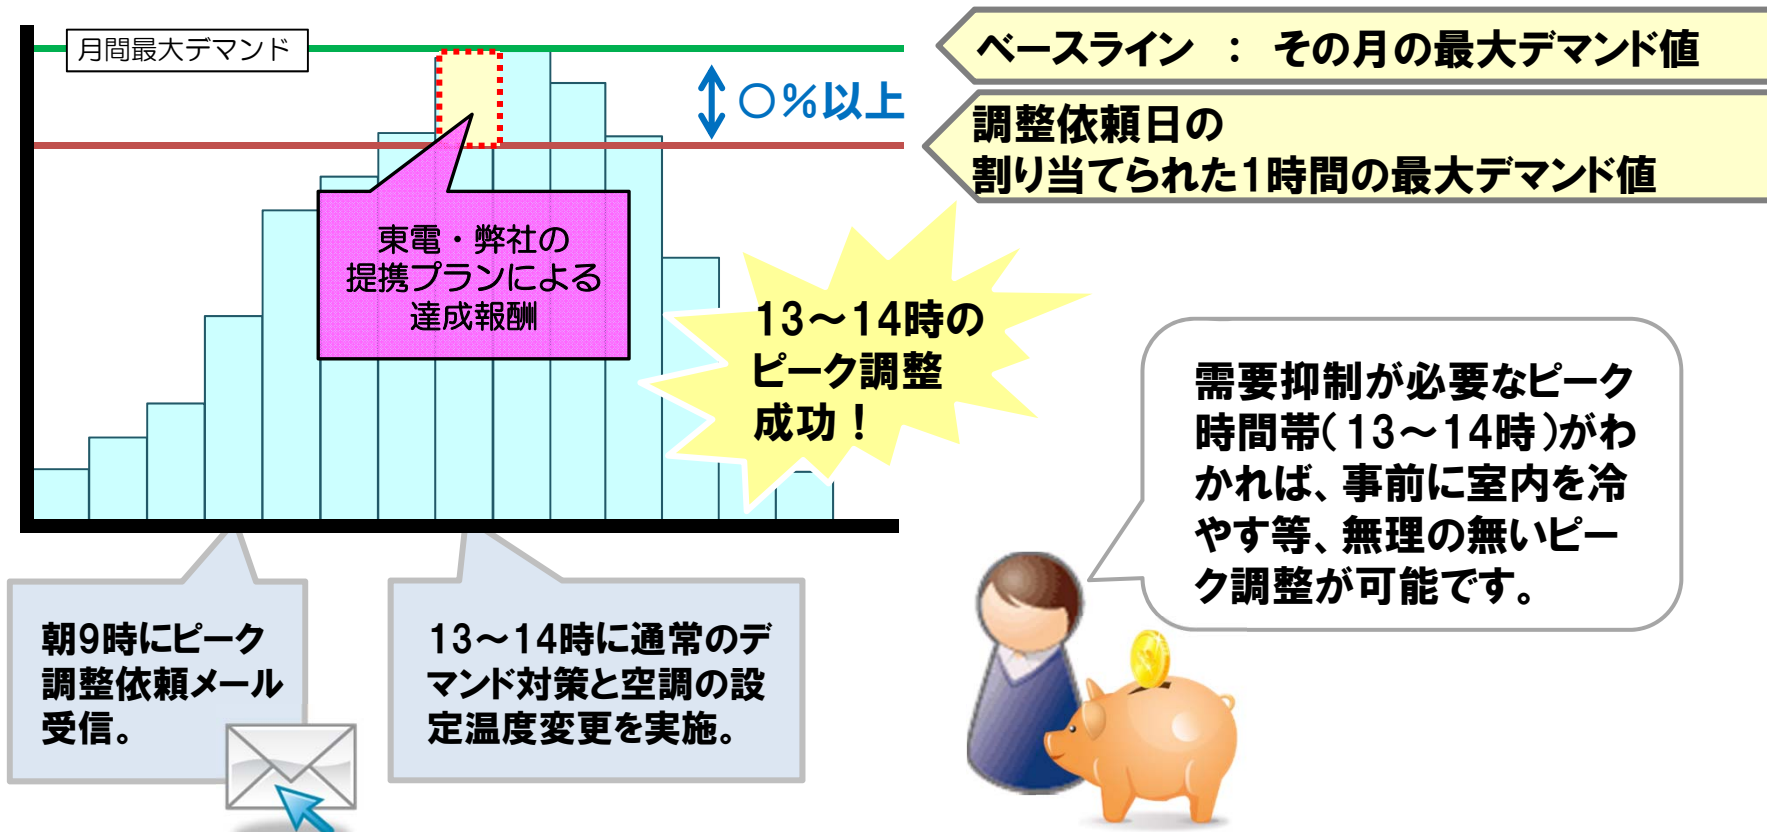 月間最大デマンド
○%以上
ベースライン ： その月の最大デマンド値
調整依頼日の
割り当てられた1時間の最大デマンド値
東電・弊社の
提携プランによる
達成報酬
13～14時の
ピーク調整
成功！
需要抑制が必要なピーク
時間帯(13～14時)がわ
かれば、事前に室内を冷
やす等、無理の無いピー
ク調整が可能です。
朝9時にピーク
調整依頼メール
受信。
13～14時に通常のデ
マンド対策と空調の設
定温度変更を実施。